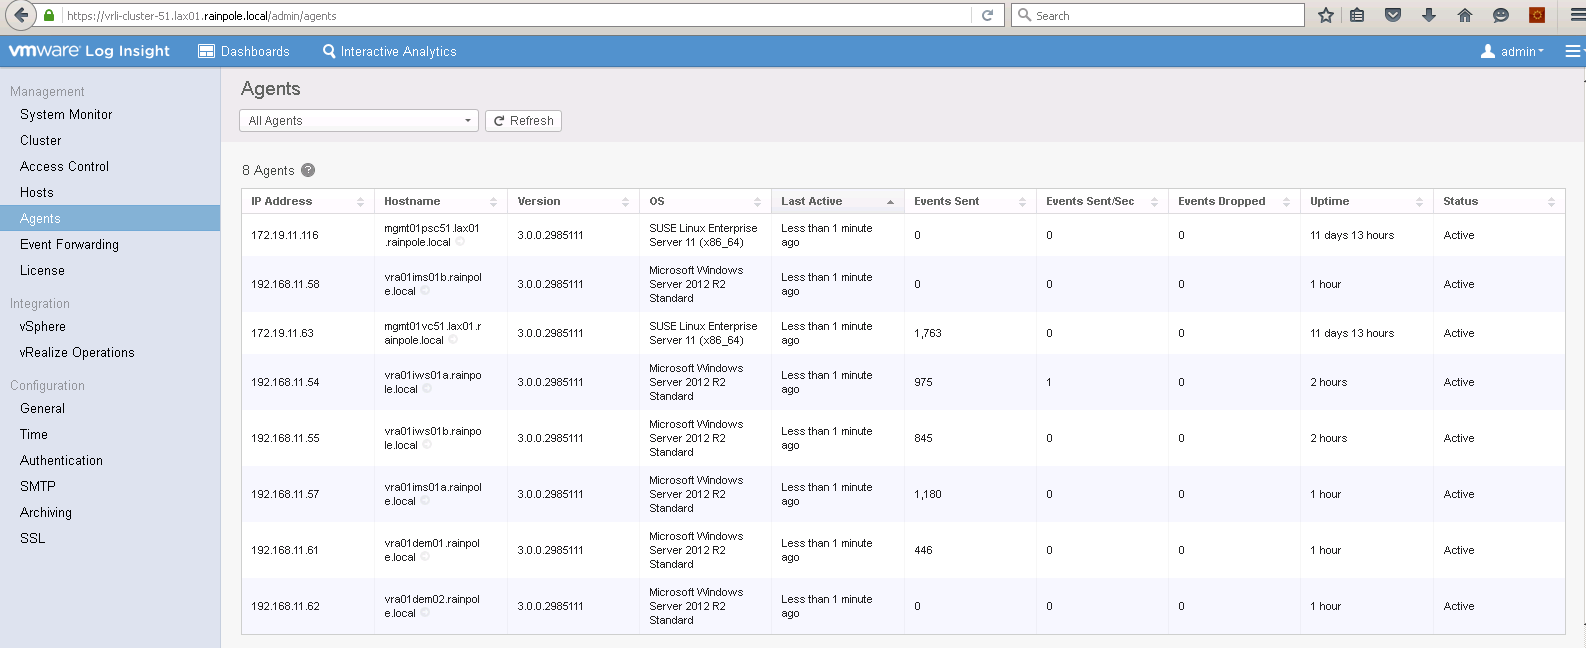 https://vrli-cluster-51.lax01.rainpole.local/admin/agents
Search
vmware Log Insight
Dashboards
Interactive Analytics
admin
Management
System Monitor
Cluster
Access Control
Hosts
Agents
Event Forwarding
License
Integration
vSphere
vRealize Operations
Configuration
General
Time
Authentication
SMTP
Archiving
SSL
Agents
All Agents
Refresh
8 Agents ?
IP Address Hostname Version OS Last Active Events Sent Events Sent/Sec Events Dropped Uptime Status
172.19.11.116 mgmt01psc51.lax01 3.0.0.2985111 SUSE Linux Enterprise Less than 1 minute 0 0 0 11 days 13 hours Active
.rainpole.local Server 11 (x86_64) ago
192.168.11.58 vra01ims01b.rainpol 3.0.0.2985111 Microsoft Windows Less than 1 minute 0 0 0 1 hour Active
e.local Server 2012 R2 ago
Standard
172.19.11.63 mgmt01vc51.lax01.r 3.0.0.2985111 SUSE Linux Enterprise Less than 1 minute 1,763 0 0 11 days 13 hours Active
ainpole.local Server 11 (x86_64) ago
192.168.11.54 vra01iws01a.rainpo 3.0.0.2985111 Microsoft Windows Less than 1 minute 975 1 0 2 hours Active
le.local Server 2012 R2 ago
Standard
192.168.11.55 vra01iws01b.rainpo 3.0.0.2985111 Microsoft Windows Less than 1 minute 845 0 0 2 hours Active
le.local Server 2012 R2 ago
Standard
192.168.11.57 vra01ims01a.rainpol 3.0.0.2985111 Microsoft Windows Less than 1 minute 1,180 0 0 1 hour Active
e.local Server 2012 R2 ago
Standard
192.168.11.61 vra01dem01.rainpol 3.0.0.2985111 Microsoft Windows Less than 1 minute 446 0 0 1 hour Active
e.local Server 2012 R2 ago
Standard
192.168.11.62 vra01dem02.rainpol 3.0.0.2985111 Microsoft Windows Less than 1 minute 0 0 0 1 hour Active
e.local Server 2012 R2 ago
Standard